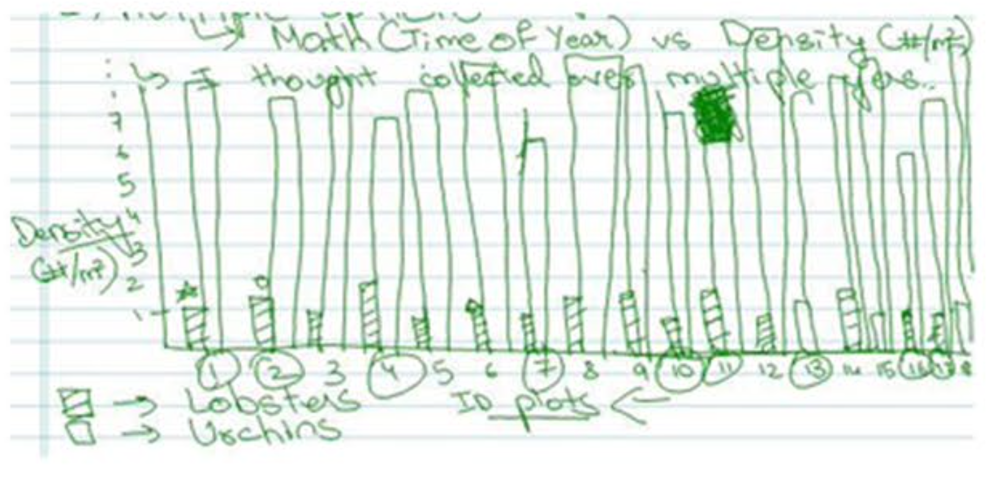 ↳ Moth (Time of Year) vs Density (#/m²)
↳ I thought collected over multiple yers..
7
6
5
4
Density
(#/m²)
3
2
1
1 2 3 4 5 6 7 8 9 10 11 12 13 14 15 16 17 18
→ Lobsters
ID plots ←
→ Urchins